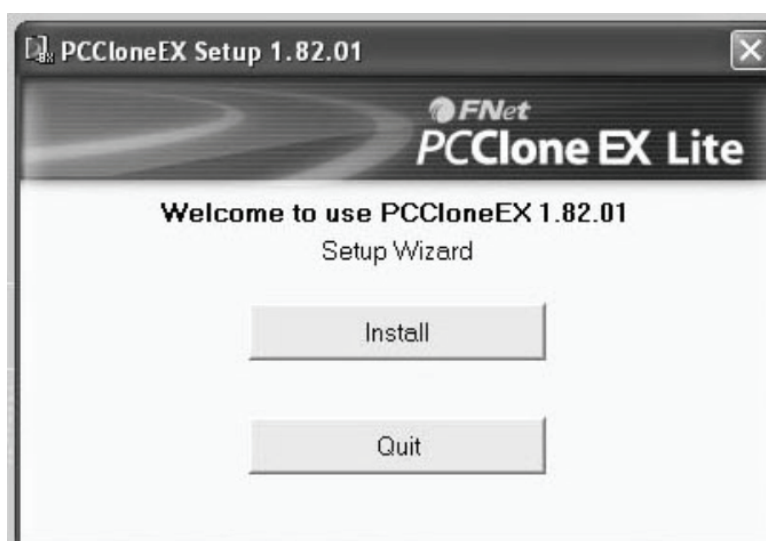 PCCloneEX Setup 1.82.01
FNet
PCClone EX Lite
Welcome to use PCCloneEX 1.82.01
Setup Wizard
Install
Quit